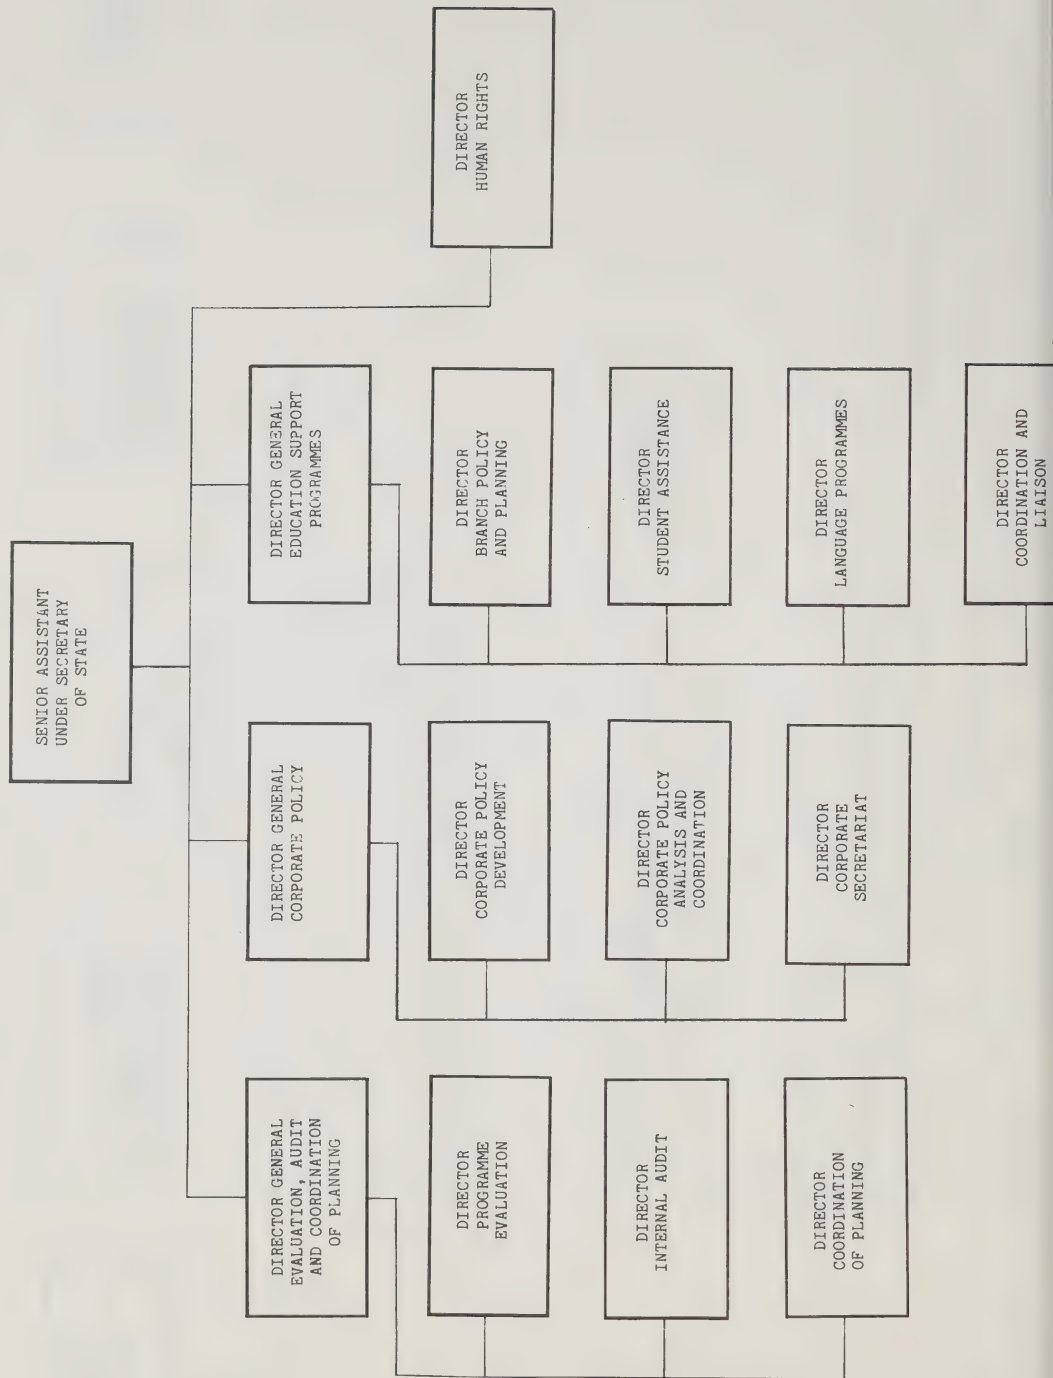 SENIOR ASSISTANT
UNDER SECRETARY
OF STATE
DIRECTOR GENERAL
EVALUATION, AUDIT
AND COORDINATION
OF PLANNING
DIRECTOR
PROGRAMME
EVALUATION
DIRECTOR
INTERNAL AUDIT
DIRECTOR
COORDINATION
OF PLANNING
DIRECTOR GENERAL
CORPORATE POLICY
DIRECTOR
CORPORATE POLICY
DEVELOPMENT
DIRECTOR
CORPORATE POLICY
ANALYSIS AND
COORDINATION
DIRECTOR
CORPORATE
SECRETARIAT
DIRECTOR GENERAL
EDUCATION SUPPORT
PROGRAMMES
DIRECTOR
BRANCH POLICY
AND PLANNING
DIRECTOR
STUDENT ASSISTANCE
DIRECTOR
LANGUAGE PROGRAMMES
DIRECTOR
COORDINATION AND
LIAISON
DIRECTOR
HUMAN RIGHTS